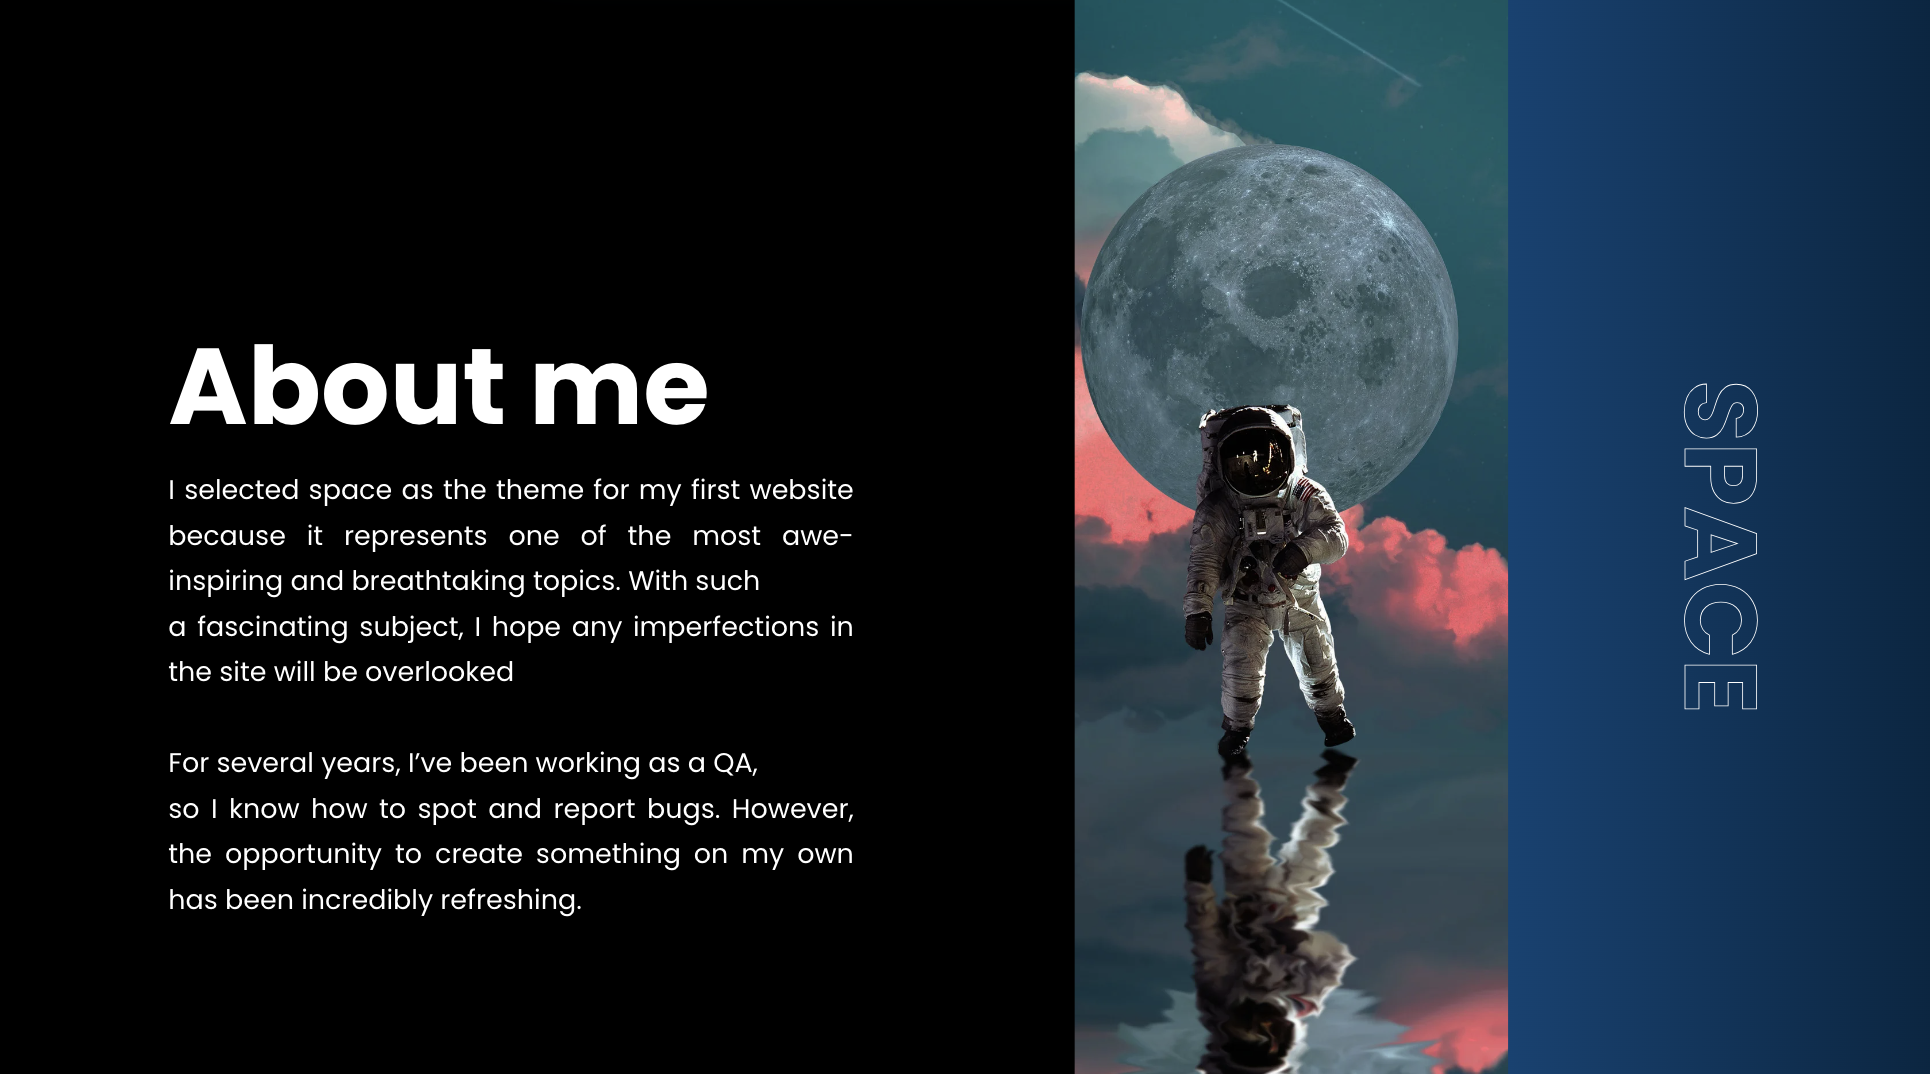 About me
I selected space as the theme for my first website
because it represents one of the most awe-
inspiring and breathtaking topics. With such
a fascinating subject, I hope any imperfections in
the site will be overlooked
For several years, I’ve been working as a QA,
so I know how to spot and report bugs. However,
the opportunity to create something on my own
has been incredibly refreshing.
SPACE